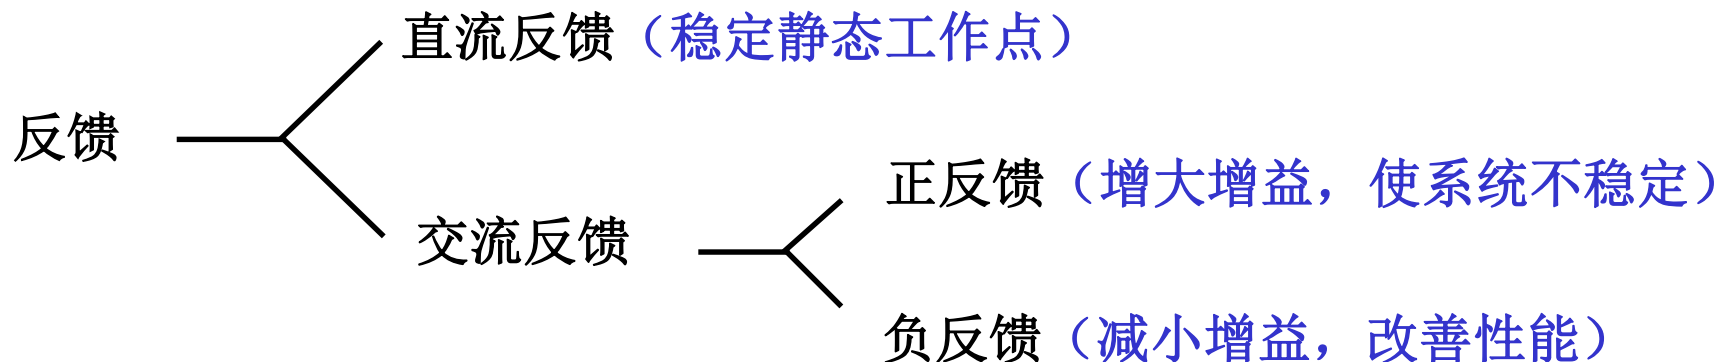 直流反馈（稳定静态工作点）
反馈
正反馈（增大增益，使系统不稳定）
交流反馈
负反馈（减小增益，改善性能）